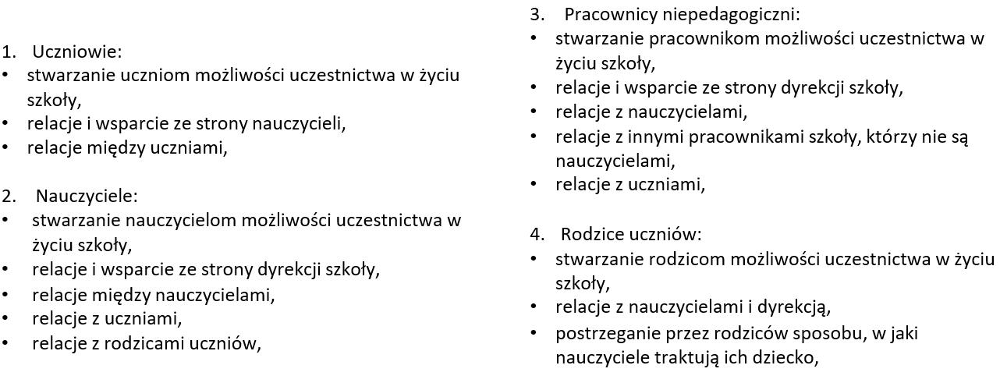 1. Uczniowie:
• stwarzanie uczniom możliwości uczestnictwa w życiu
szkoły,
• relacje i wsparcie ze strony nauczycieli,
• relacje między uczniami,
2. Nauczyciele:
• stwarzanie nauczycielom możliwości uczestnictwa w
życiu szkoły,
• relacje i wsparcie ze strony dyrekcji szkoły,
• relacje między nauczycielami,
• relacje z uczniami,
• relacje z rodzicami uczniów,
3. Pracownicy niepedagogiczni:
• stwarzanie pracownikom możliwości uczestnictwa w
życiu szkoły,
• relacje i wsparcie ze strony dyrekcji szkoły,
• relacje z nauczycielami,
• relacje z innymi pracownikami szkoły, którzy nie są
nauczycielami,
• relacje z uczniami,
4. Rodzice uczniów:
• stwarzanie rodzicom możliwości uczestnictwa w życiu
szkoły,
• relacje z nauczycielami i dyrekcją,
• postrzeganie przez rodziców sposobu, w jaki
nauczyciele traktują ich dziecko,